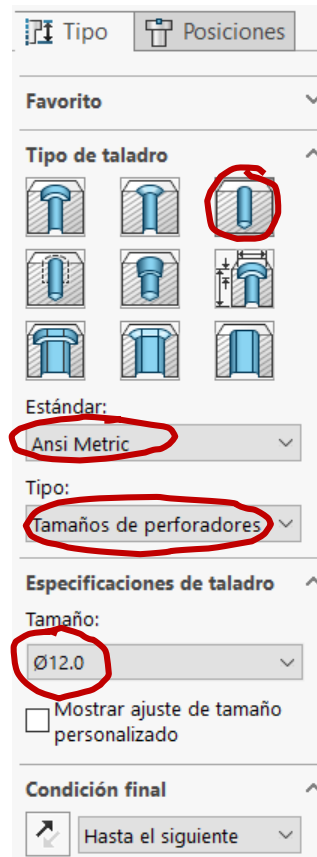 Tipo Posiciones
Favorito
Tipo de taladro
Estándar:
Ansi Metric
Tipo:
Tamaños de perforadores
Especificaciones de taladro
Tamaño:
Ø12.0
Mostrar ajuste de tamaño
personalizado
Condición final
Hasta el siguiente